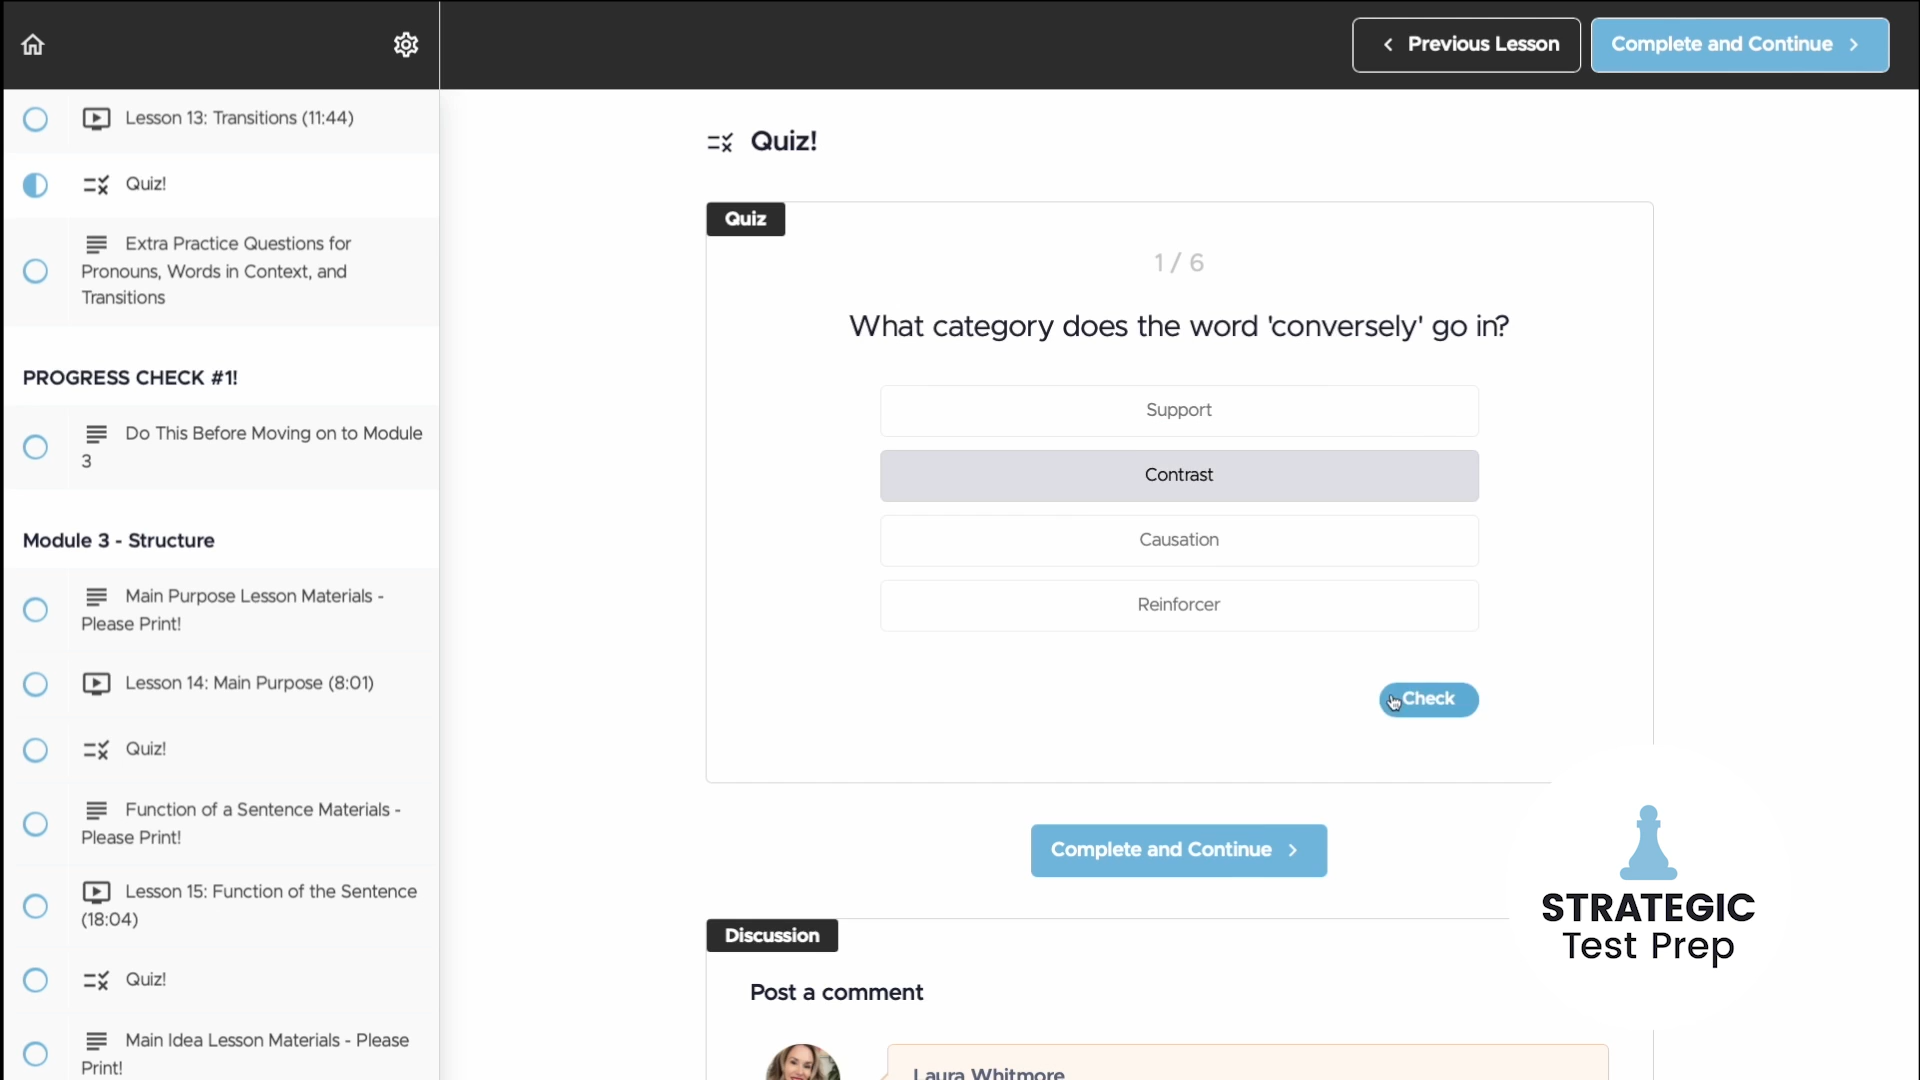 Previous Lesson
Complete and Continue
Lesson 13: Transitions (11:44)
Quiz!
Extra Practice Questions for
Pronouns, Words in Context, and
Transitions
PROGRESS CHECK #1!
Do This Before Moving on to Module
3
Module 3 - Structure
Main Purpose Lesson Materials -
Please Print!
Lesson 14: Main Purpose (8:01)
Quiz!
Function of a Sentence Materials -
Please Print!
Lesson 15: Function of the Sentence
(18:04)
Quiz!
Main Idea Lesson Materials - Please
Print!
Quiz!
Quiz
1 / 6
What category does the word 'conversely' go in?
Support
Contrast
Causation
Reinforcer
Check
Complete and Continue
Discussion
Post a comment
Laura Whitmore
STRATEGIC
Test Prep